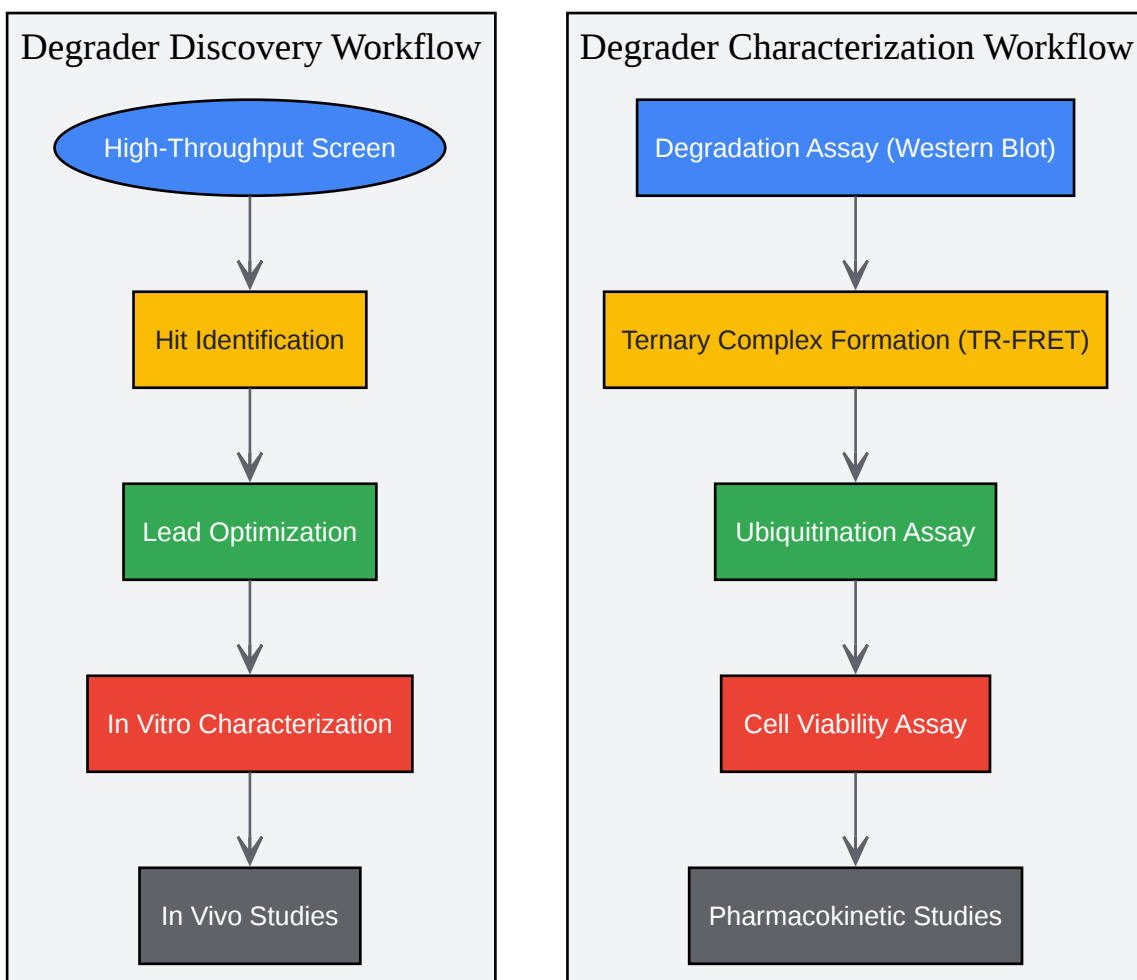 Degrader Discovery Workflow
High-Throughput Screen
Hit Identification
Lead Optimization
In Vitro Characterization
In Vivo Studies
Degrader Characterization Workflow
Degradation Assay (Western Blot)
Ternary Complex Formation (TR-FRET)
Ubiquitination Assay
Cell Viability Assay
Pharmacokinetic Studies